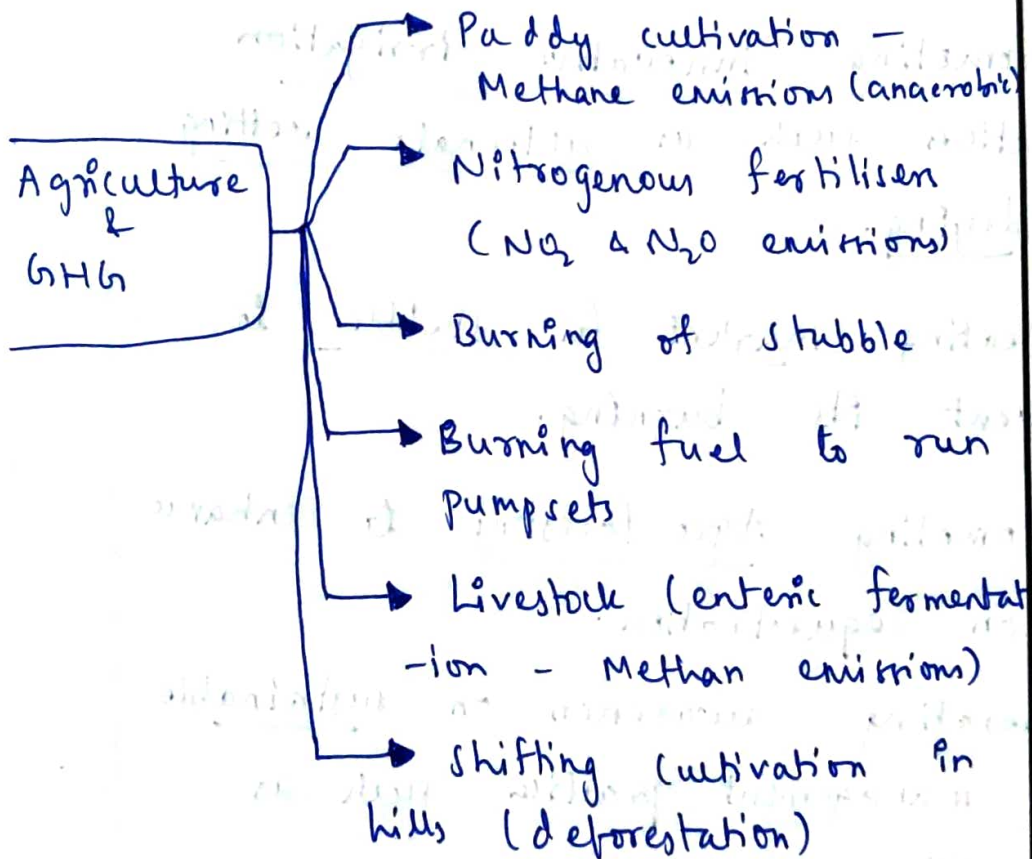 Agriculture
&
GHG
Paddy cultivation –
Methane emissions (anaerobic)
Nitrogenous fertilisers
(NO₂ & N₂O emissions)
Burning of stubble
Burning fuel to run
pumpsets
Livestock (enteric fermentat
-ion - Methan emissions)
Shifting cultivation in
hills (deforestation)